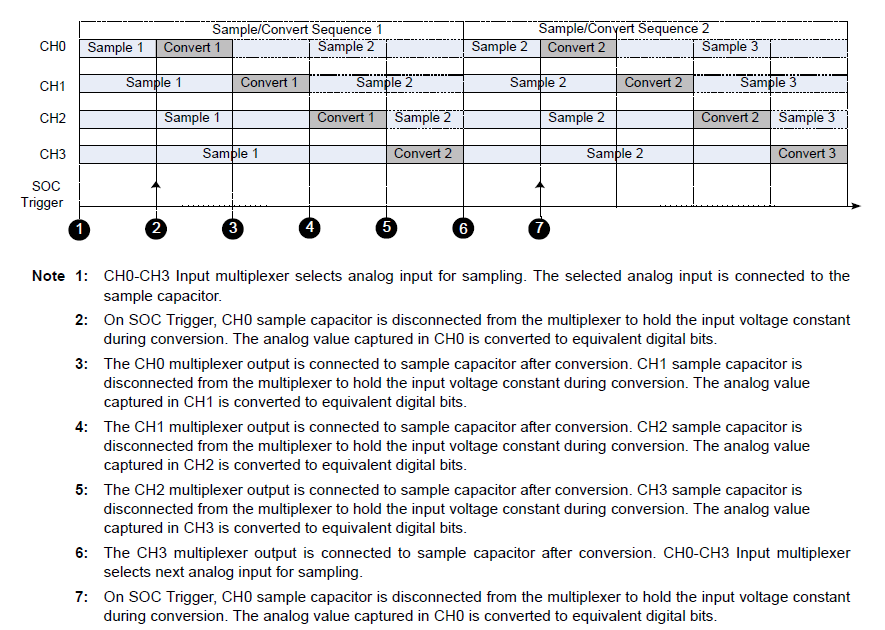 Sample/Convert Sequence 1 Sample/Convert Sequence 2
CH0 Sample 1 Convert 1 Sample 2 Sample 2 Convert 2 Sample 3
CH1 Sample 1 Convert 1 Sample 2 Sample 2 Convert 2 Sample 3
CH2 Sample 1 Convert 1 Sample 2 Sample 2 Convert 2 Sample 3
CH3 Sample 1 Convert 2 Sample 2 Convert 3
SOC
Trigger
1 2 3 4 5 6 7
Note 1: CH0-CH3 Input multiplexer selects analog input for sampling. The selected analog input is connected to the
sample capacitor.
2: On SOC Trigger, CH0 sample capacitor is disconnected from the multiplexer to hold the input voltage constant
during conversion. The analog value captured in CH0 is converted to equivalent digital bits.
3: The CH0 multiplexer output is connected to sample capacitor after conversion. CH1 sample capacitor is
disconnected from the multiplexer to hold the input voltage constant during conversion. The analog value
captured in CH1 is converted to equivalent digital bits.
4: The CH1 multiplexer output is connected to sample capacitor after conversion. CH2 sample capacitor is
disconnected from the multiplexer to hold the input voltage constant during conversion. The analog value
captured in CH2 is converted to equivalent digital bits.
5: The CH2 multiplexer output is connected to sample capacitor after conversion. CH3 sample capacitor is
disconnected from the multiplexer to hold the input voltage constant during conversion. The analog value
captured in CH3 is converted to equivalent digital bits.
6: The CH3 multiplexer output is connected to sample capacitor after conversion. CH0-CH3 Input multiplexer
selects next analog input for sampling.
7: On SOC Trigger, CH0 sample capacitor is disconnected from the multiplexer to hold the input voltage constant
during conversion. The analog value captured in CH0 is converted to equivalent digital bits.